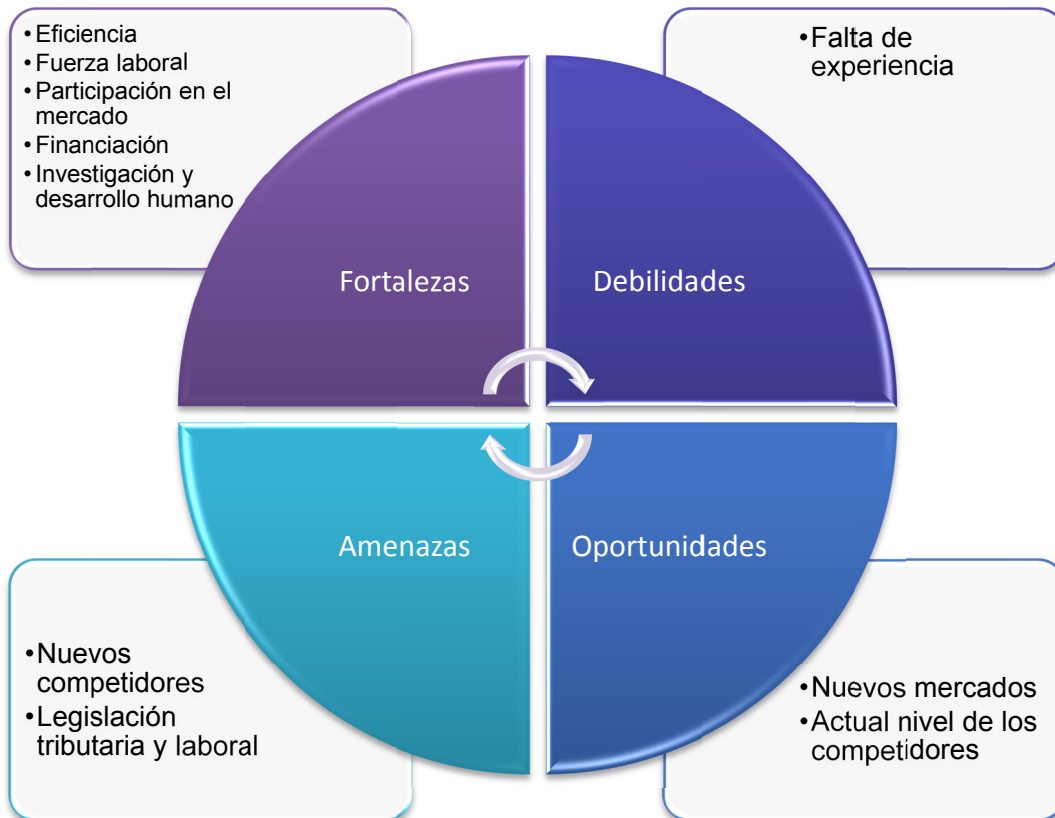 •Eficiencia
•Fuerza laboral
•Participación en el
mercado
•Financiación
•Investigación y
desarrollo humano
•Falta de
experiencia
Fortalezas
Debilidades
Amenazas
Oportunidades
•Nuevos
competidores
•Legislación
tributaria y laboral
•Nuevos mercados
•Actual nivel de los
competidores